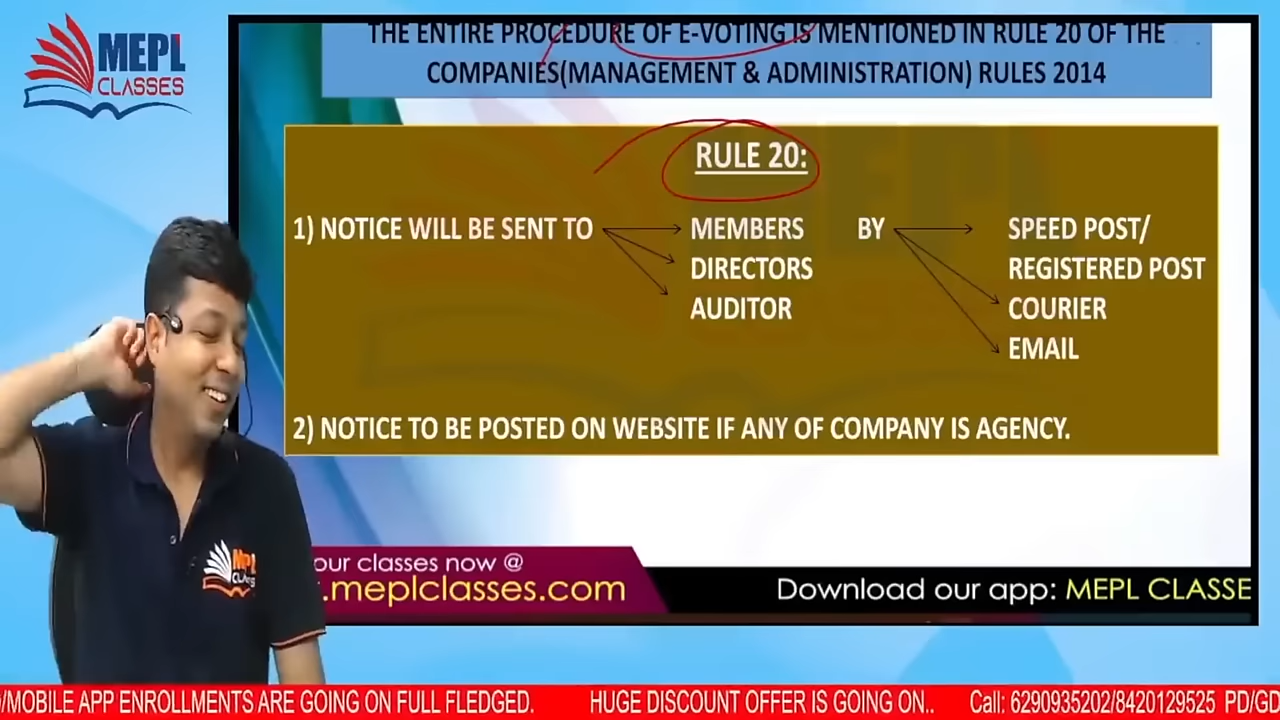 MEPL
CLASSES
THE ENTIRE PROCEDURE OF E-VOTING IS MENTIONED IN RULE 20 OF THE
COMPANIES(MANAGEMENT & ADMINISTRATION) RULES 2014
RULE 20:
1) NOTICE WILL BE SENT TO MEMBERS BY SPEED POST/
DIRECTORS REGISTERED POST
AUDITOR COURIER
EMAIL
2) NOTICE TO BE POSTED ON WEBSITE IF ANY OF COMPANY IS AGENCY.
MEPL
CLASSES
our classes now @
.meplclasses.com
Download our app: MEPL CLASSE
/MOBILE APP ENROLLMENTS ARE GOING ON FULL FLEDGED. HUGE DISCOUNT OFFER IS GOING ON.. Call: 6290935202/8420129525 PD/GD